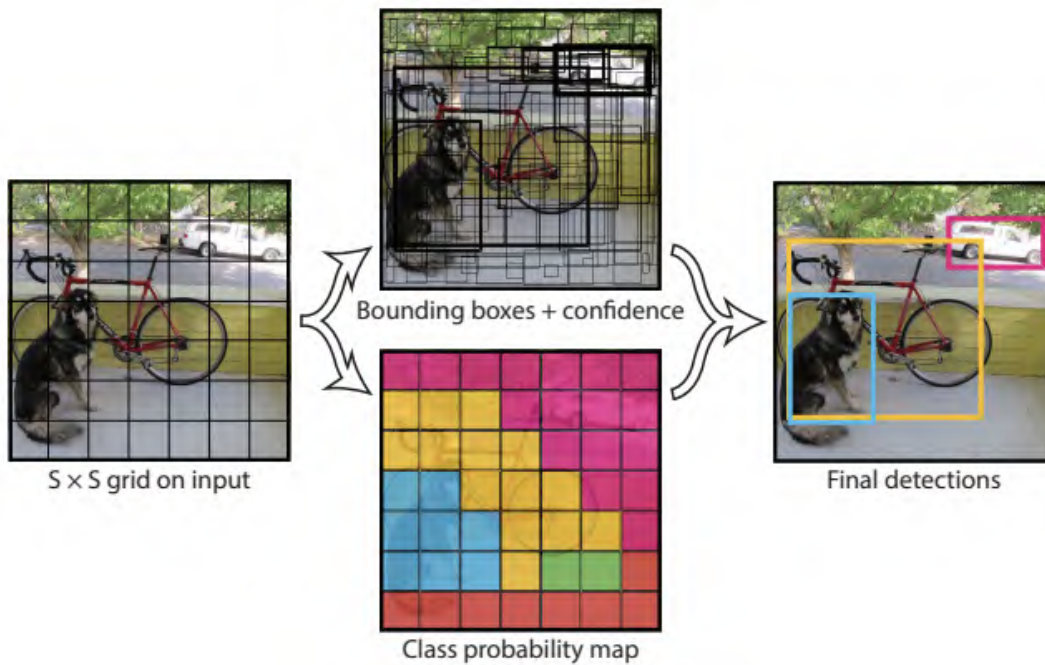 Bounding boxes + confidence
S × S grid on input
Final detections
Class probability map